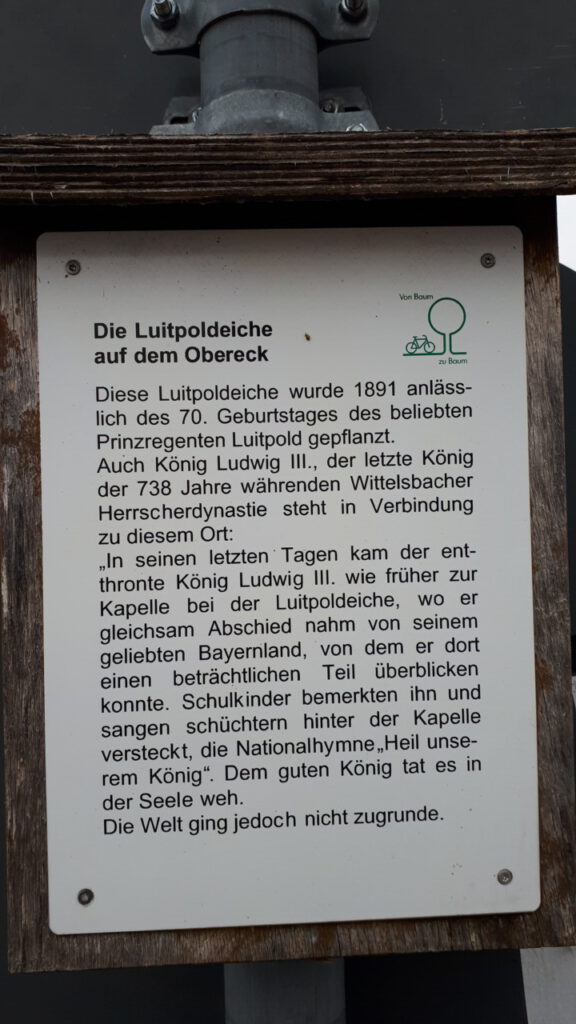 Von Baum
zu Baum
Die Luitpoldeiche
auf dem Obereck
Diese Luitpoldeiche wurde 1891 anläss-
lich des 70. Geburtstages des beliebten
Prinzregenten Luitpold gepflanzt.
Auch König Ludwig III., der letzte König
der 738 Jahre währenden Wittelsbacher
Herrscherdynastie steht in Verbindung
zu diesem Ort:
„In seinen letzten Tagen kam der ent-
thronte König Ludwig III. wie früher zur
Kapelle bei der Luitpoldeiche, wo er
gleichsam Abschied nahm von seinem
geliebten Bayernland, von dem er dort
einen beträchtlichen Teil überblicken
konnte. Schulkinder bemerkten ihn und
sangen schüchtern hinter der Kapelle
versteckt, die Nationalhymne„Heil unse-
rem König“. Dem guten König tat es in
der Seele weh.
Die Welt ging jedoch nicht zugrunde.